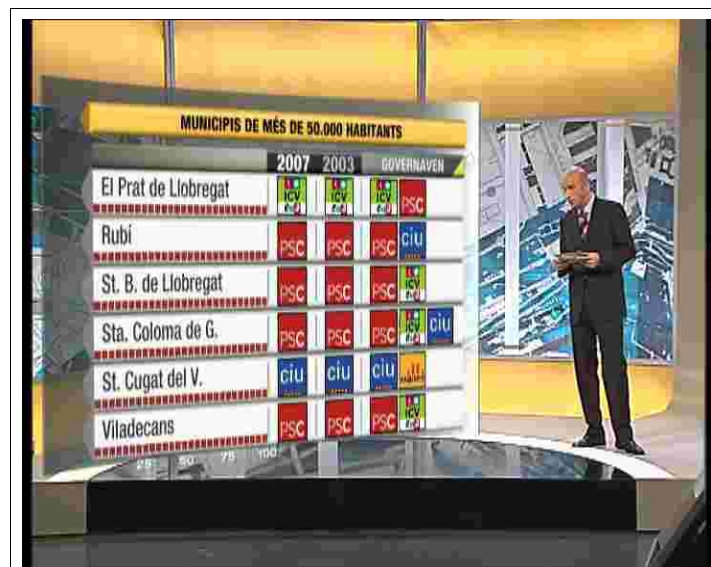 MUNICIPIS DE MÉS DE 50.000 HABITANTS
2007 2003 GOVERNAVEN
El Prat de Llobregat ICV ICV ICV PSC
Rubí PSC PSC PSC ciu
St. B. de Llobregat PSC PSC PSC ICV
Sta. Coloma de G. PSC PSC PSC ICV ciu
St. Cugat del V. ciu ciu ciu
Viladecans PSC PSC PSC ICV
25 50 75 100